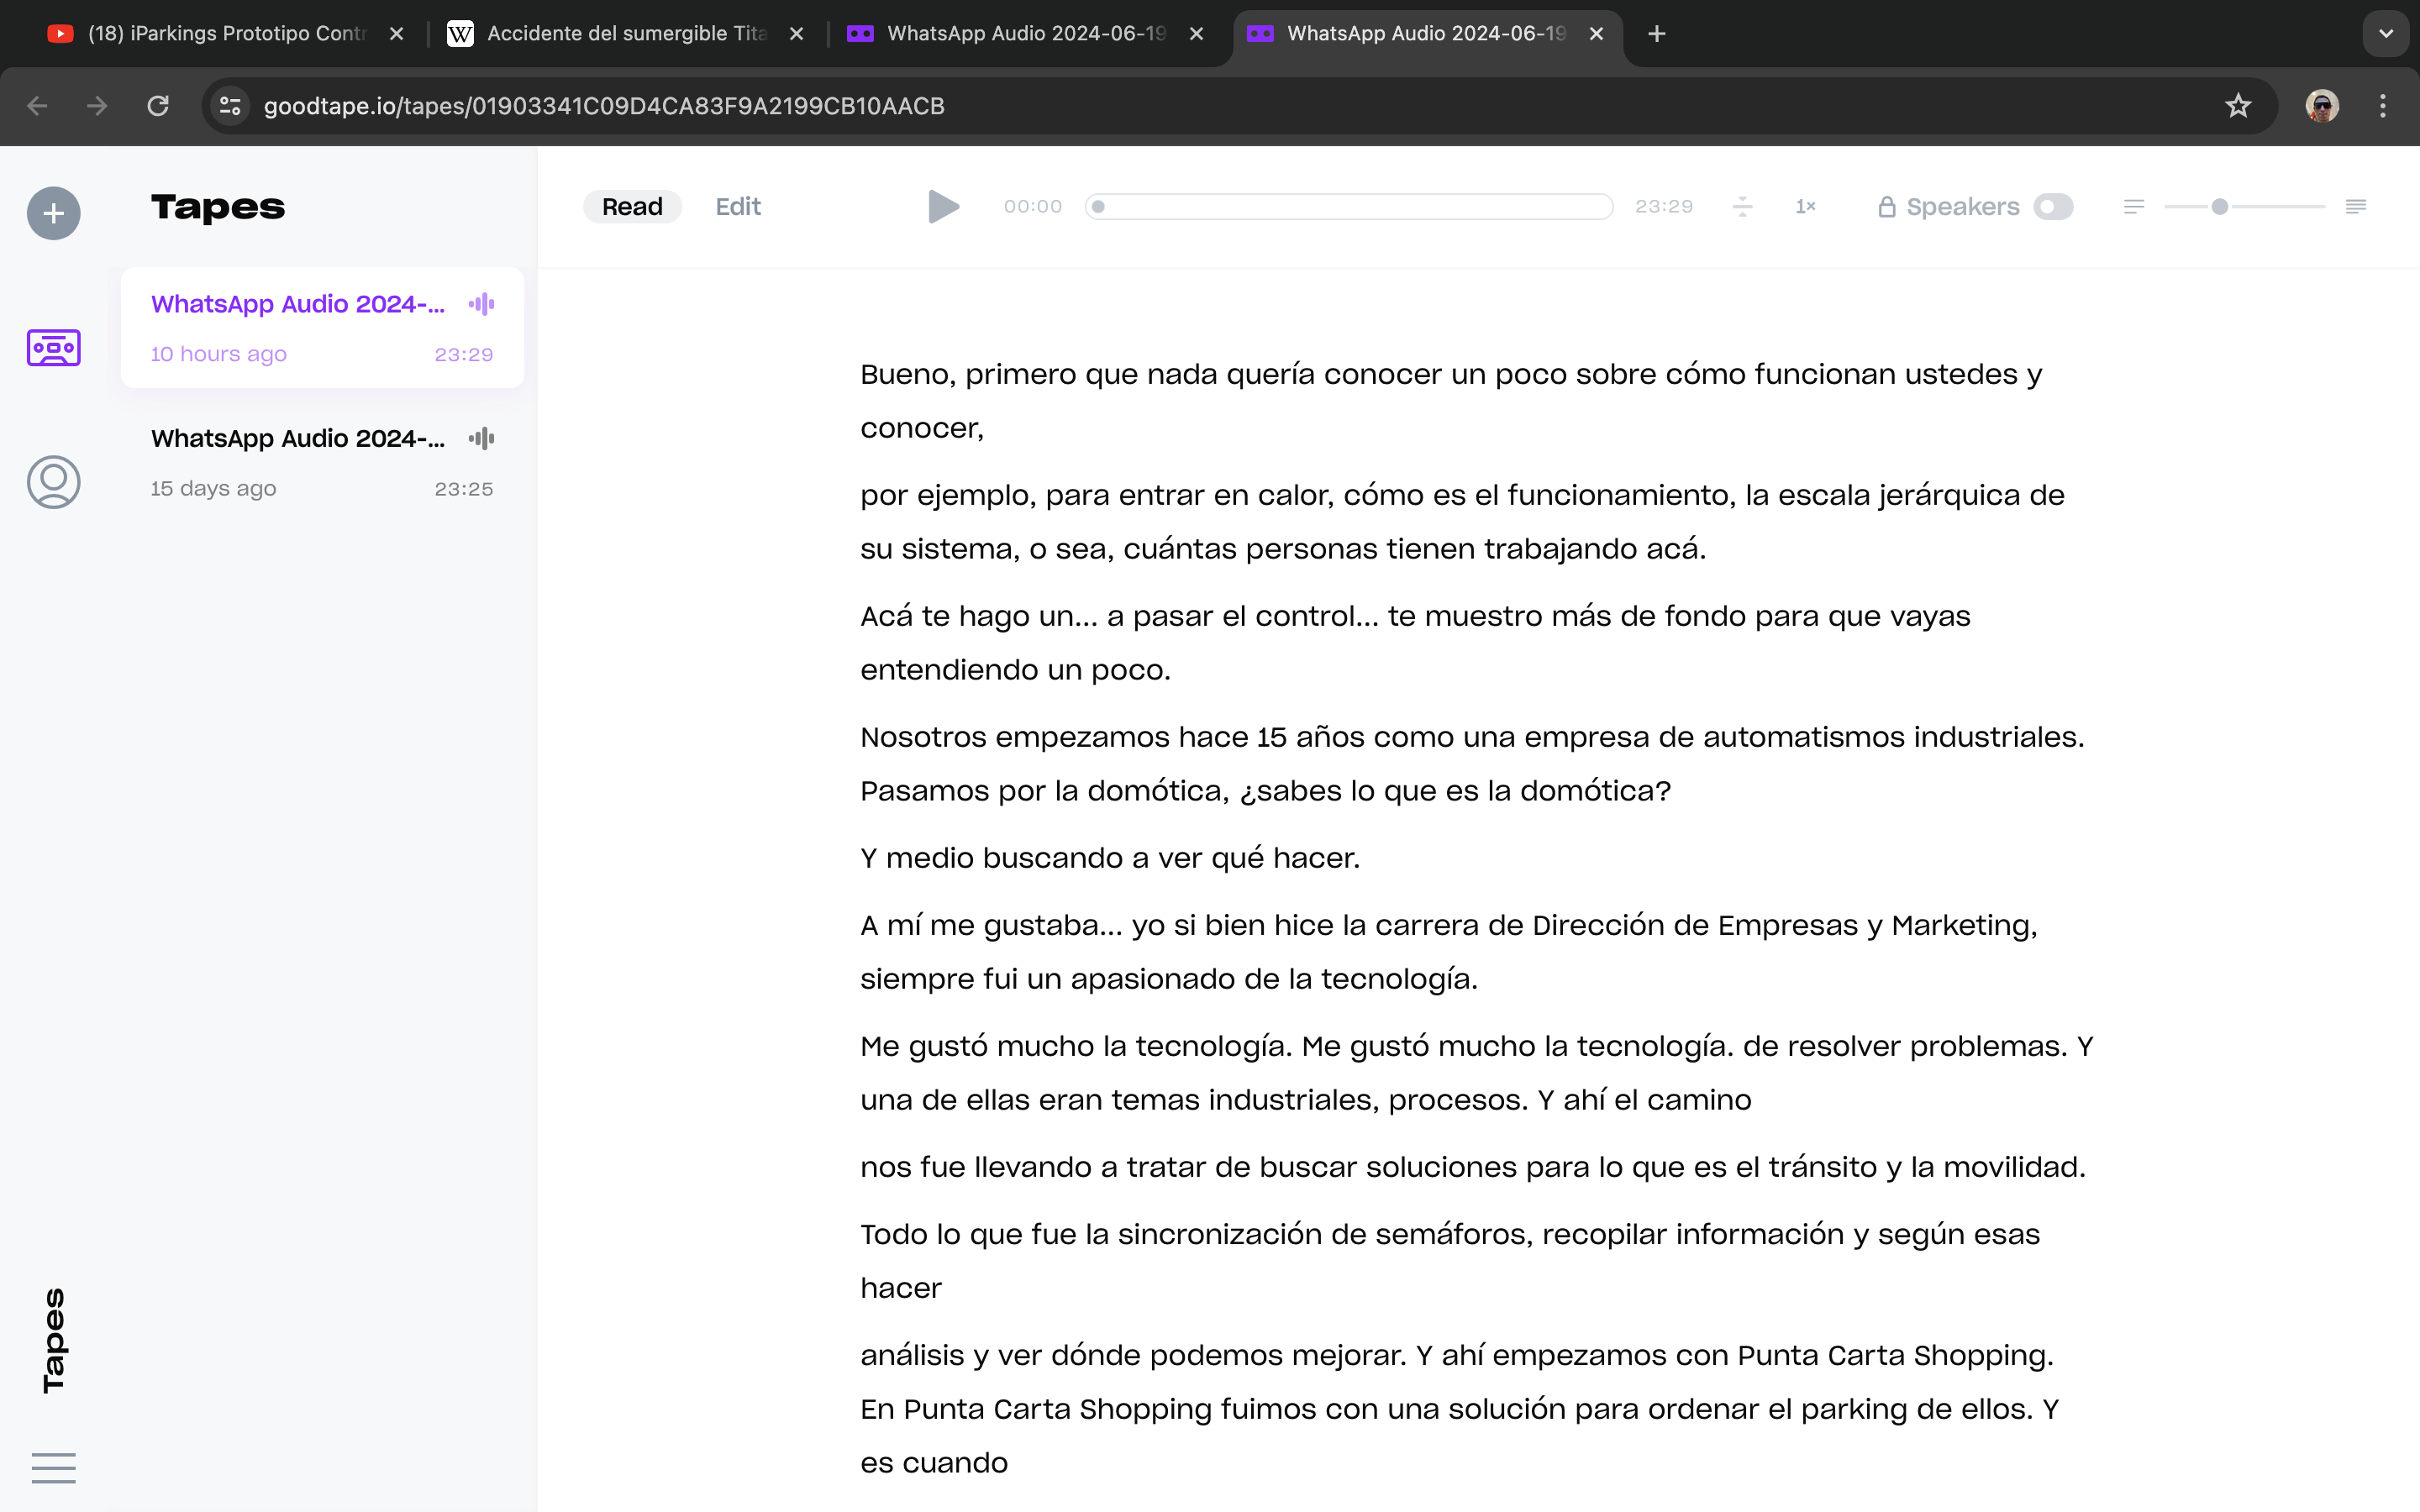 (18) iParkings Prototipo Contr
Accidente del sumergible Tita
WhatsApp Audio 2024-06-19
WhatsApp Audio 2024-06-19
goodtape.io/tapes/01903341C09D4CA83F9A2199CB10AACB
Tapes
WhatsApp Audio 2024-...
10 hours ago 23:29
WhatsApp Audio 2024-...
15 days ago 23:25
Tapes
Read Edit 00:00 23:29 1× Speakers
Bueno, primero que nada quería conocer un poco sobre cómo funcionan ustedes y
conocer,
por ejemplo, para entrar en calor, cómo es el funcionamiento, la escala jerárquica de
su sistema, o sea, cuántas personas tienen trabajando acá.
Acá te hago un... a pasar el control... te muestro más de fondo para que vayas
entendiendo un poco.
Nosotros empezamos hace 15 años como una empresa de automatismos industriales.
Pasamos por la domótica, ¿sabes lo que es la domótica?
Y medio buscando a ver qué hacer.
A mí me gustaba... yo si bien hice la carrera de Dirección de Empresas y Marketing,
siempre fui un apasionado de la tecnología.
Me gustó mucho la tecnología. Me gustó mucho la tecnología. de resolver problemas. Y
una de ellas eran temas industriales, procesos. Y ahí el camino
nos fue llevando a tratar de buscar soluciones para lo que es el tránsito y la movilidad.
Todo lo que fue la sincronización de semáforos, recopilar información y según esas
hacer
análisis y ver dónde podemos mejorar. Y ahí empezamos con Punta Carta Shopping.
En Punta Carta Shopping fuimos con una solución para ordenar el parking de ellos. Y
es cuando